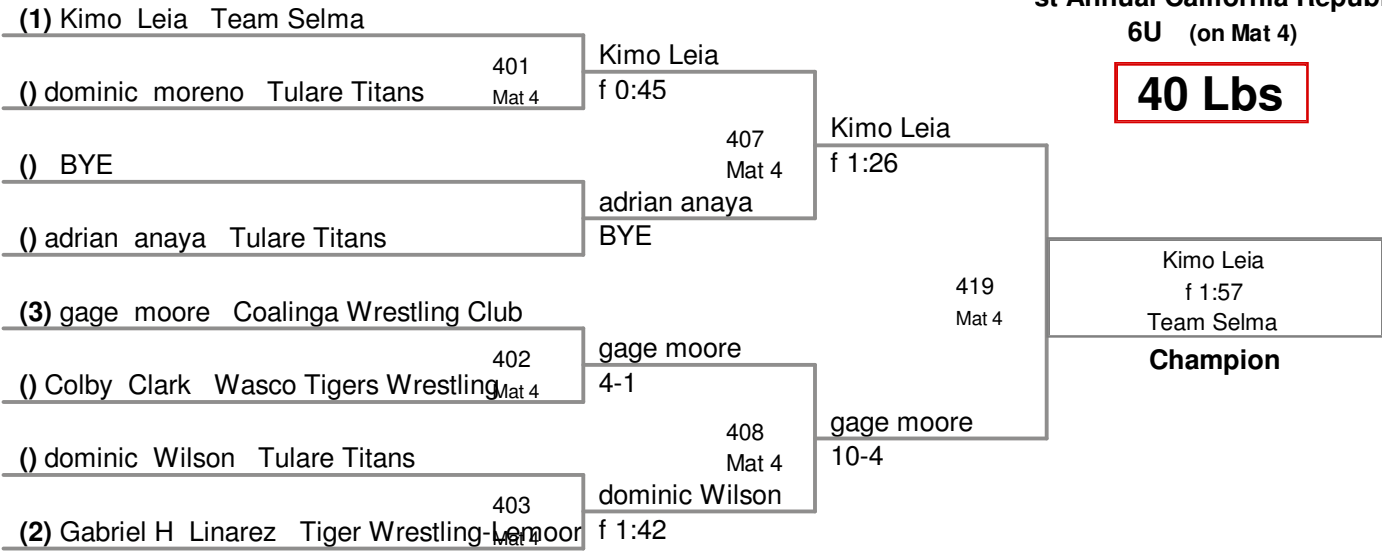 st Annual California Republ
6U (on Mat 4)
40 Lbs
(1) Kimo Leia Team Selma
401
Mat 4
() dominic moreno Tulare Titans
Kimo Leia
f 0:45
() BYE
() adrian anaya Tulare Titans
adrian anaya
BYE
407
Mat 4
Kimo Leia
f 1:26
(3) gage moore Coalinga Wrestling Club
402
Mat 4
() Colby Clark Wasco Tigers Wrestling
gage moore
4-1
() dominic Wilson Tulare Titans
403
Mat 4
(2) Gabriel H Linarez Tiger Wrestling-Lemoor
dominic Wilson
f 1:42
408
Mat 4
gage moore
10-4
419
Mat 4
Kimo Leia
f 1:57
Team Selma
Champion